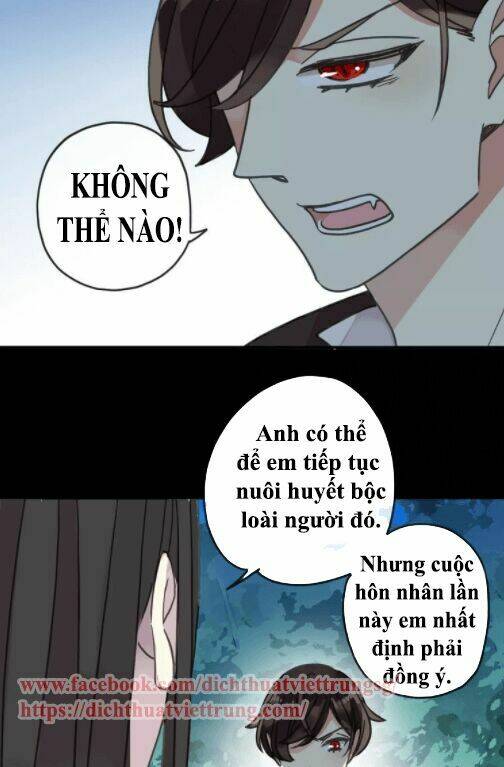 KHÔNG
THỂ NÀO!
Anh có thể
để em tiếp tục
nuôi huyết bộc
loài người đó.
Nhưng cuộc
hôn nhân lần
này em nhất
định phải
đồng ý.
www.facebook.com/dichthuatviettrungsg/
https://dichthuatviettrung.com/